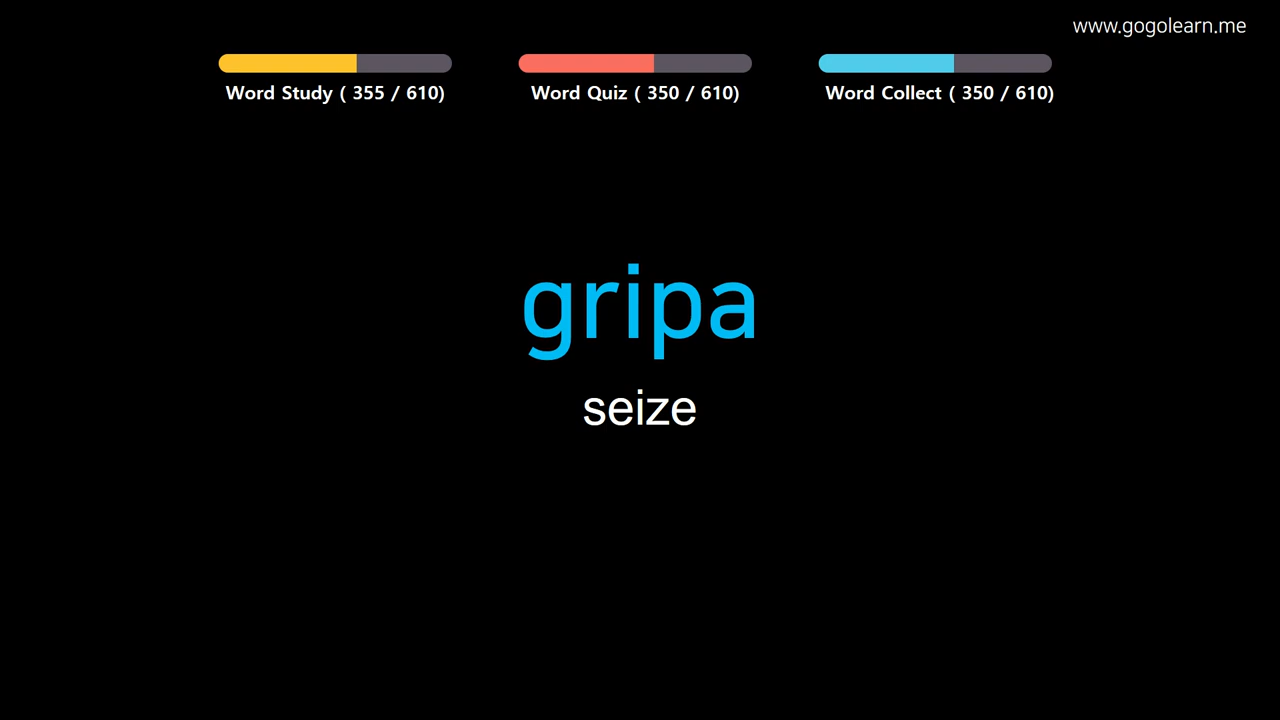 www.gogolearn.me
Word Study ( 355 / 610)
Word Quiz ( 350 / 610)
Word Collect ( 350 / 610)
gripa
seize